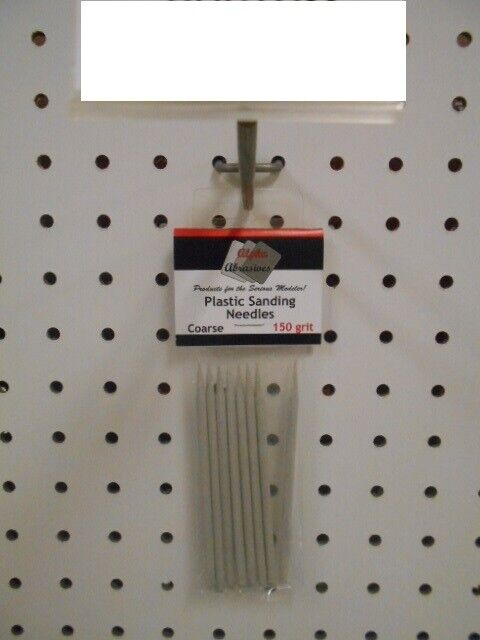 Alpha
Abrasives
Products for the Serious Modeler!
Plastic Sanding
Needles
Coarse
150 grit